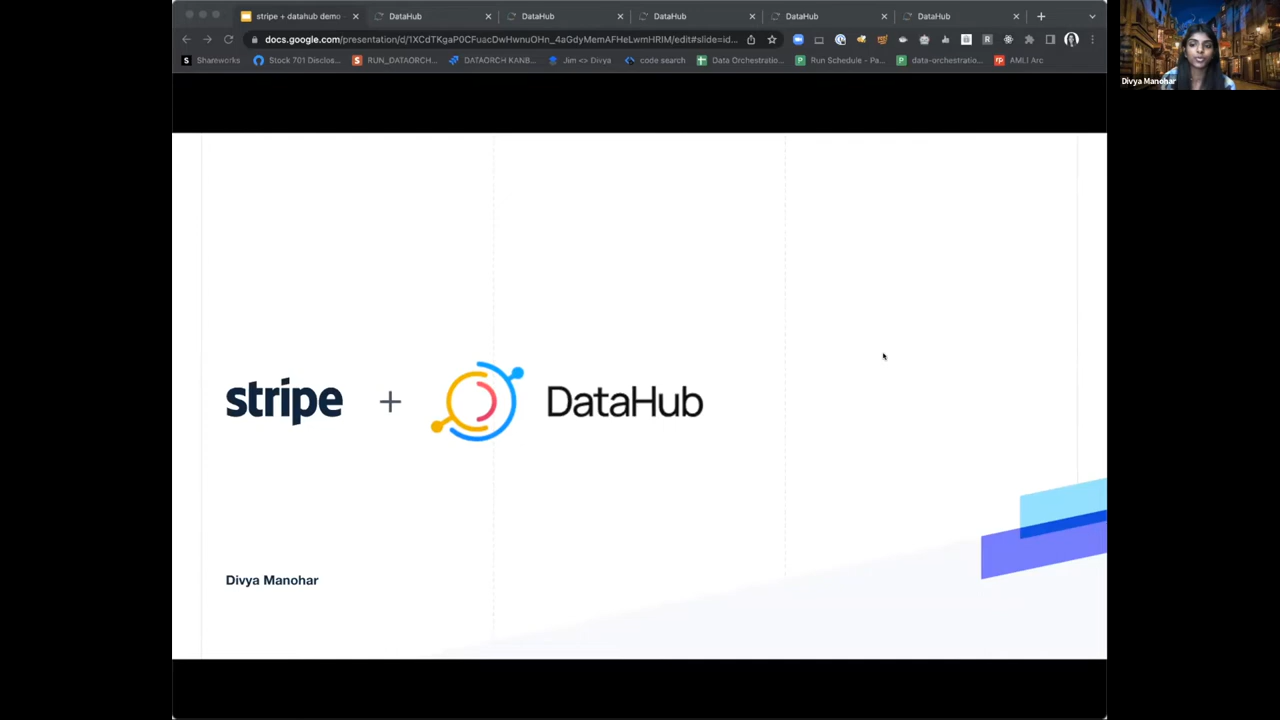 stripe + datahub demo
DataHub
DataHub
DataHub
DataHub
DataHub
docs.google.com/presentation/d/1XCdTKgaP0CFuacDwHwnuOHn_4aGdyMemAFHeLwmHRIM/edit#slide=id...
Shareworks
Stock 701 Disclos...
RUN_DATAORCH...
DATAORCH KANB...
Jim <> Divya
code search
Data Orchestratio...
Run Schedule - Pa...
data-orchestratio...
AMLI Arc
Divya Manohar
stripe + DataHub
Divya Manohar